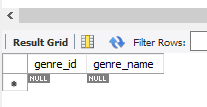 Result Grid Filter Rows:
genre_id genre_name
NULL NULL